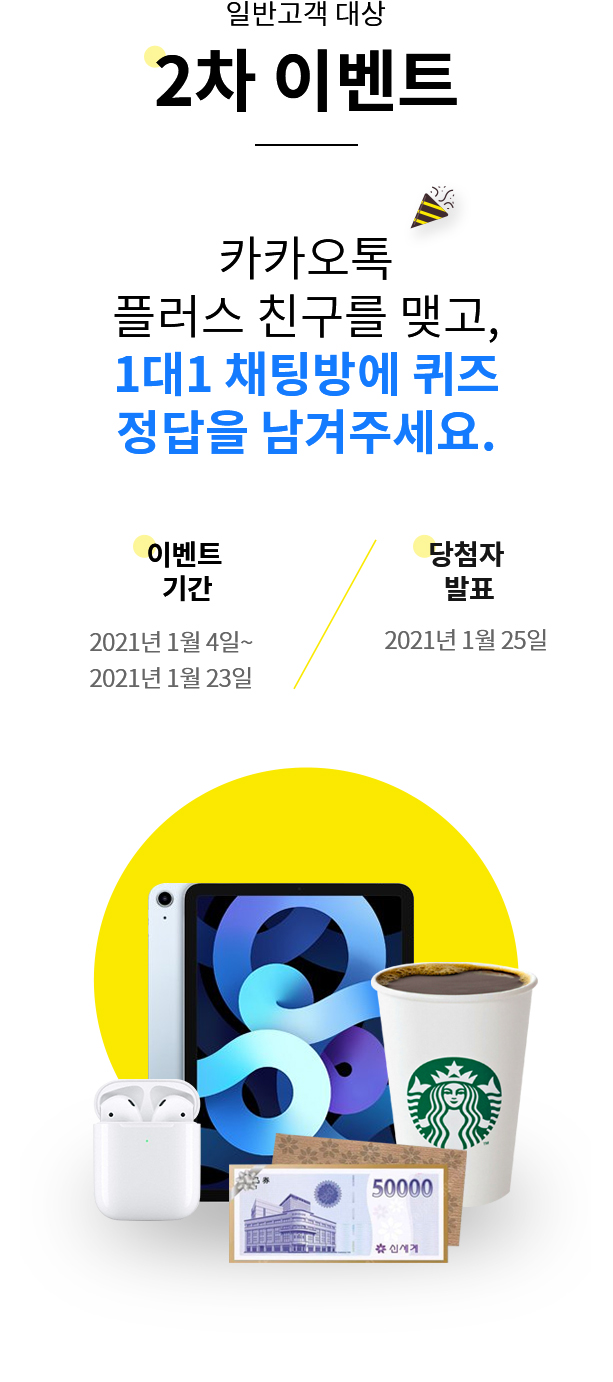 일반고객 대상
2차 이벤트
카카오톡
플러스 친구를 맺고,
1대1 채팅방에 퀴즈
정답을 남겨주세요.
이벤트
기간
2021년 1월 4일~
2021년 1월 23일
당첨자
발표
2021년 1월 25일
50000
신세계